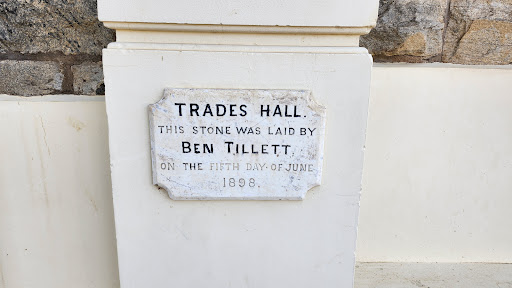 TRADES HALL.
THIS STONE WAS LAID BY
BEN TILLETT.
ON THE FIFTH DAY OF JUNE
1898.